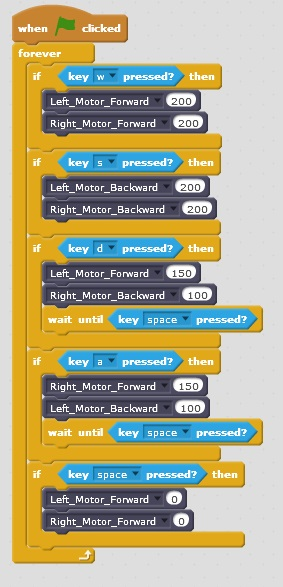 when clicked
forever
if key w pressed? then
Left_Motor_Forward 200
Right_Motor_Forward 200
if key s pressed? then
Left_Motor_Backward 200
Right_Motor_Backward 200
if key d pressed? then
Left_Motor_Forward 150
Right_Motor_Backward 100
wait until key space pressed?
if key a pressed? then
Right_Motor_Forward 150
Left_Motor_Backward 100
wait until key space pressed?
if key space pressed? then
Left_Motor_Forward 0
Right_Motor_Forward 0